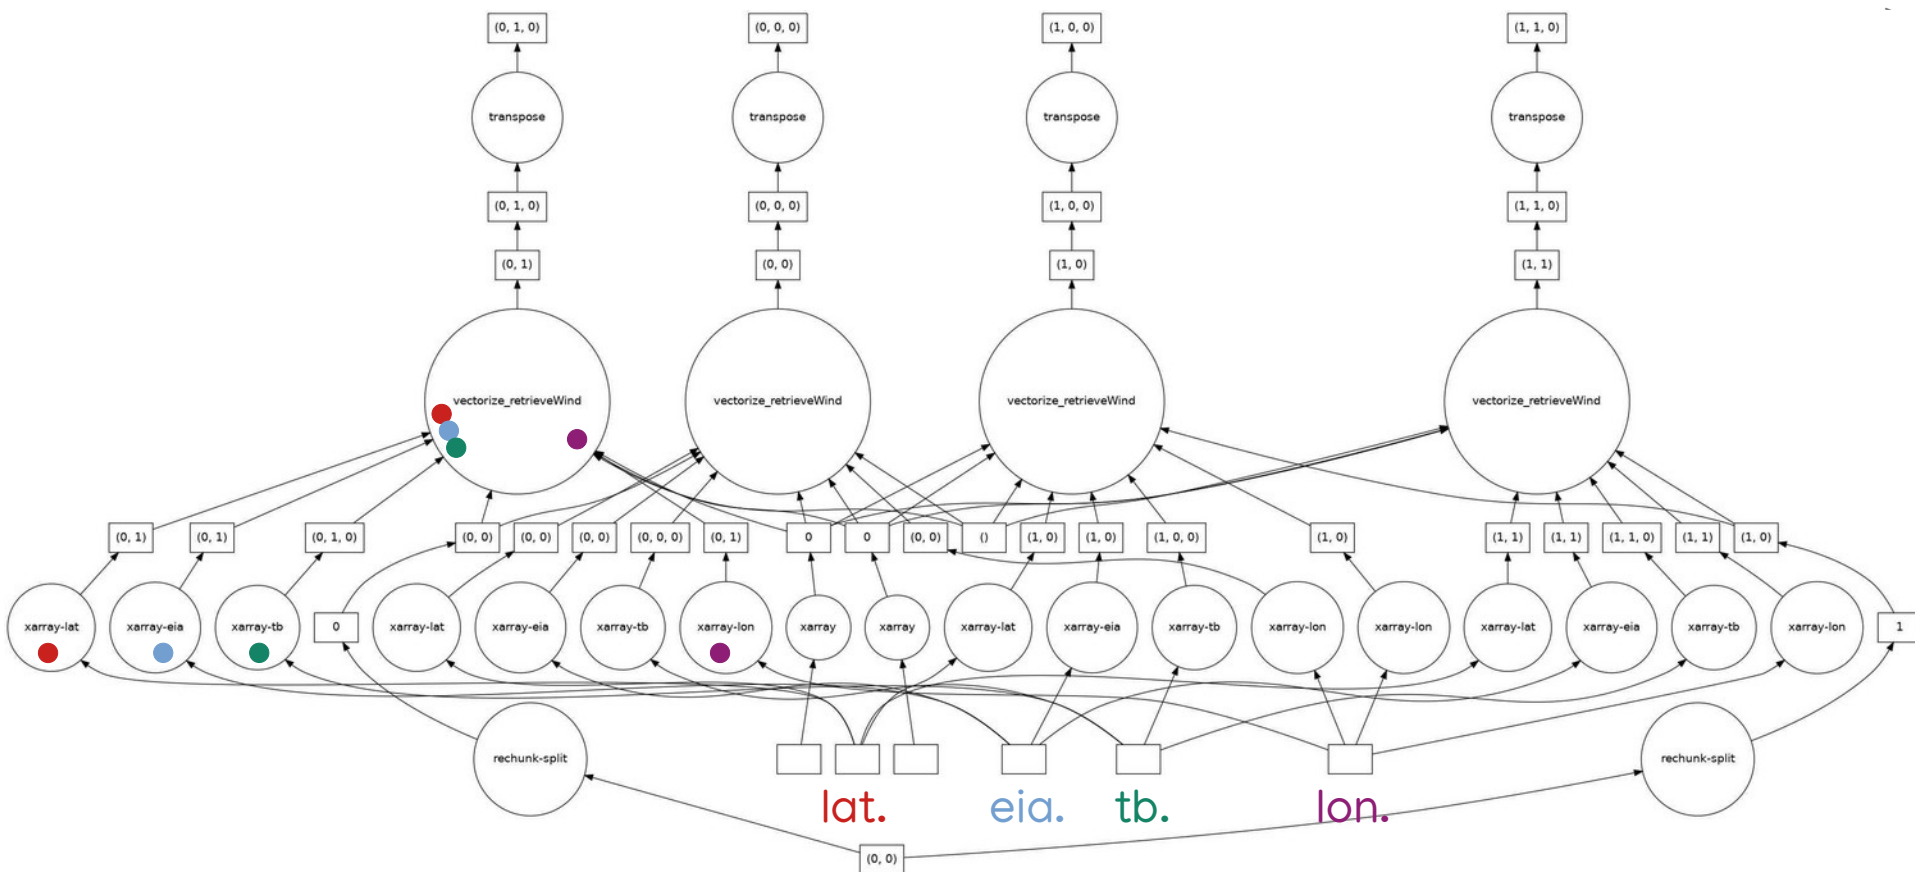 (0, 1, 0) (0, 0, 0) (1, 0, 0) (1, 1, 0)
transpose transpose transpose transpose
(0, 1, 0) (0, 0, 0) (1, 0, 0) (1, 1, 0)
(0, 1) (0, 0) (1, 0) (1, 1)
vectorize_retrieveWind vectorize_retrieveWind vectorize_retrieveWind vectorize_retrieveWind
(0, 1) (0, 1) (0, 1, 0) (0, 0) (0, 0) (0, 0) (0, 0, 0) (0, 1) 0 0 (0, 0) () (1, 0) (1, 0) (1, 0, 0) (1, 0) (1, 1) (1, 1) (1, 1, 0) (1, 1) (1, 0)
xarray-lat xarray-eia xarray-tb 0 xarray-lat xarray-eia xarray-tb xarray-lon xarray xarray xarray-lat xarray-eia xarray-tb xarray-lon xarray-lon xarray-lat xarray-eia xarray-tb xarray-lon 1
rechunk-split rechunk-split
lat. eia. tb. lon.
(0, 0)